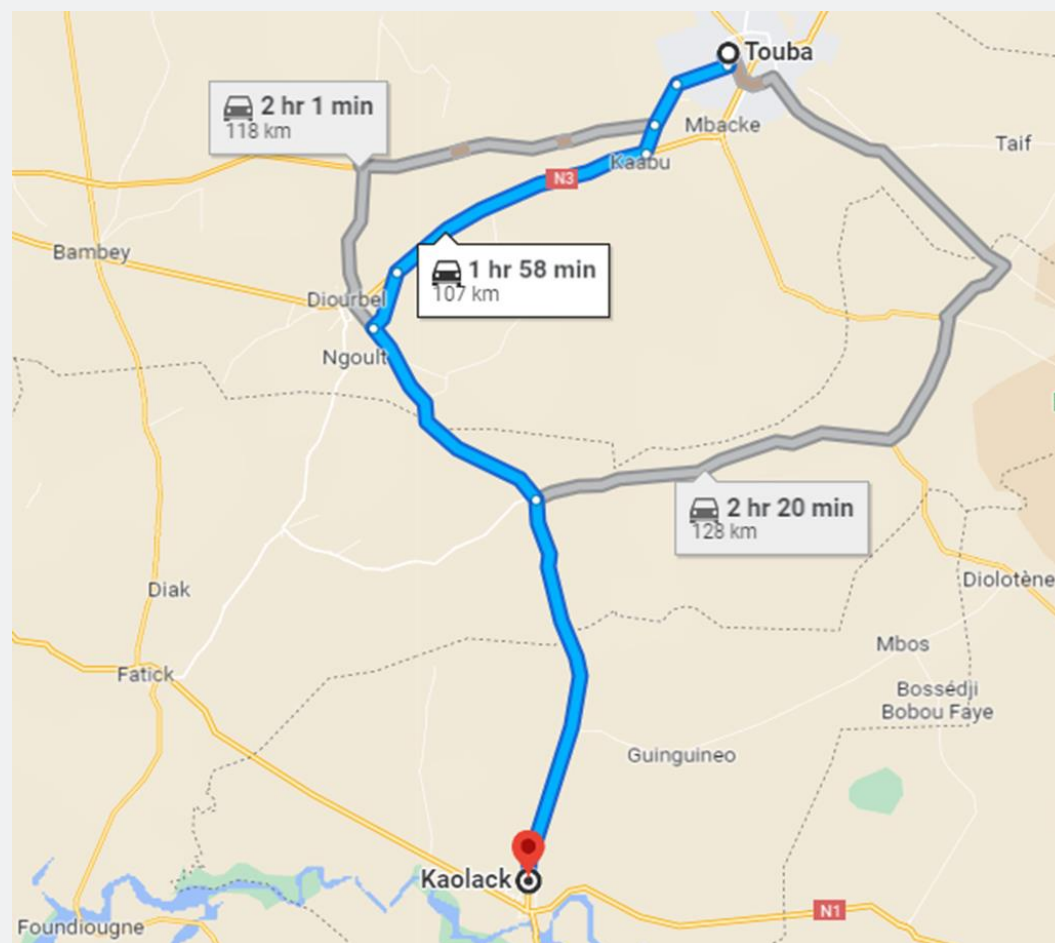 Touba
2 hr 1 min
118 km
Mbacke
Taif
Kaabu
N3
Bambey
1 hr 58 min
107 km
Diourbel
Ngoult
2 hr 20 min
128 km
Diolotène
Diak
Mbos
Fatick
Bossédji
Bobou Faye
Guinguineo
Kaolack
N1
Foundiougne